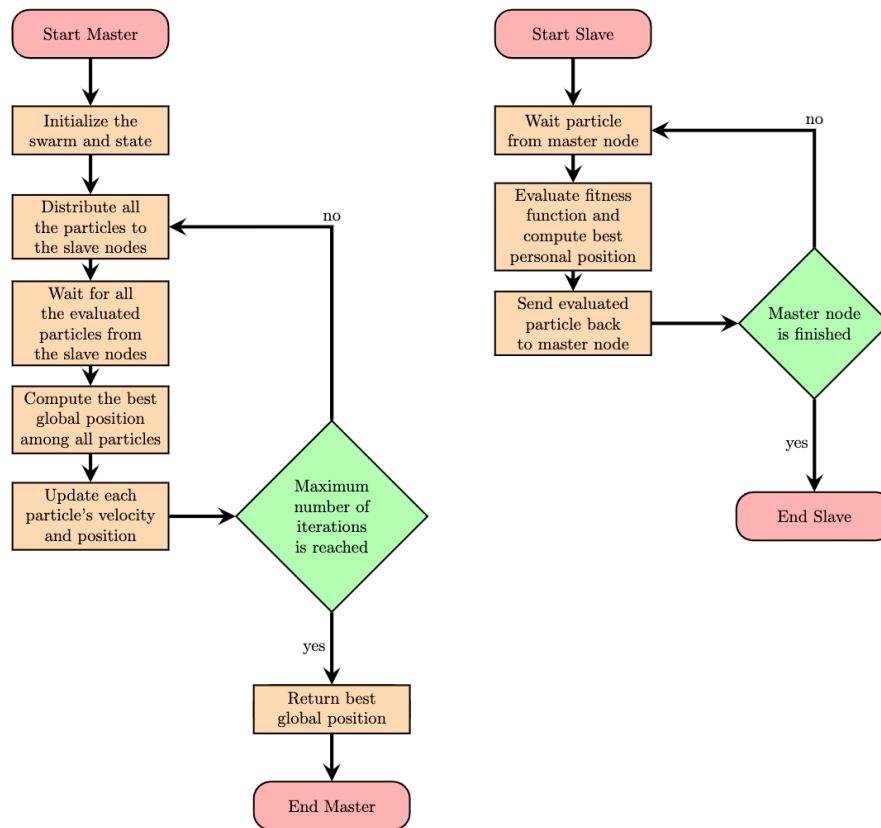 Start Master
Initialize the
swarm and state
Distribute all
the particles to
the slave nodes
Wait for all
the evaluated
particles from
the slave nodes
Compute the best
global position
among all particles
Update each
particle's velocity
and position
no
Maximum
number of
iterations
is reached
yes
Return best
global position
End Master
Start Slave
Wait particle
from master node
Evaluate fitness
function and
compute best
personal position
Send evaluated
particle back
to master node
no
Master node
is finished
yes
End Slave